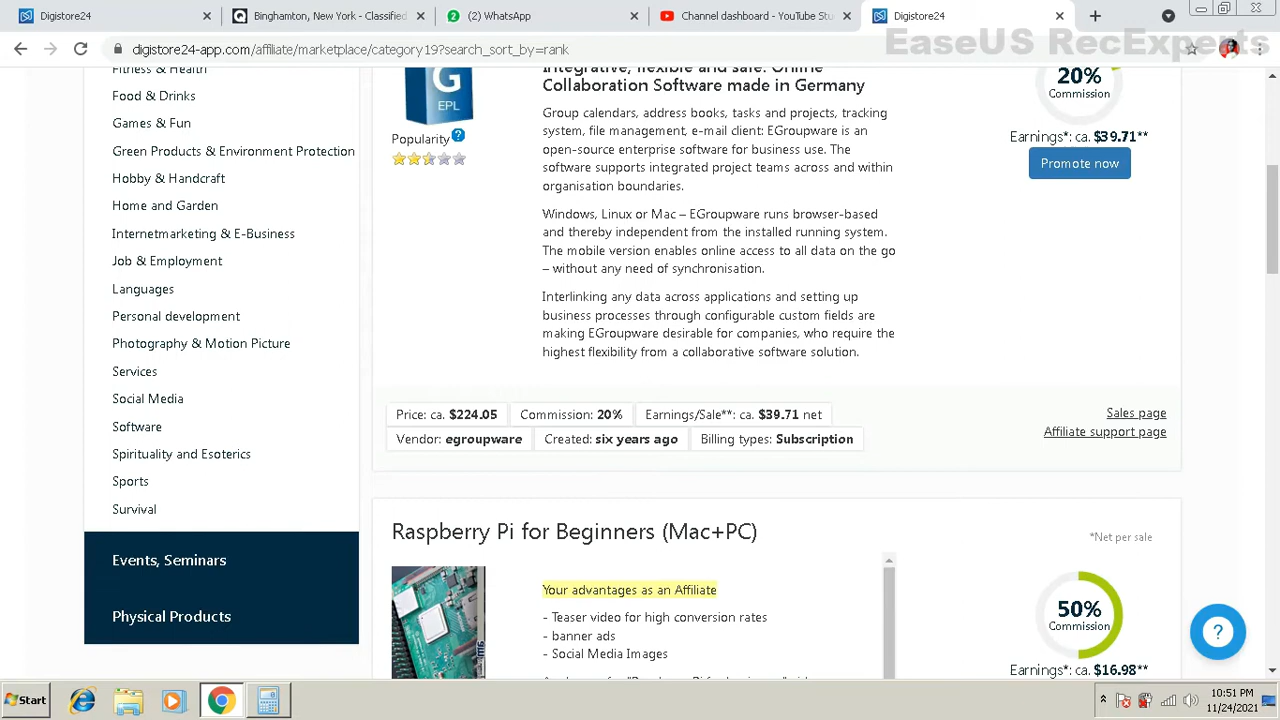 Digistore24
Binghamton, New York - Classified
(2) WhatsApp
Channel dashboard - YouTube Stu
Digistore24
digistore24-app.com/affiliate/marketplace/category19?search_sort_by=rank
EaseUS RecExperts
Fitness & Health
Food & Drinks
Games & Fun
Green Products & Environment Protection
Hobby & Handcraft
Home and Garden
Internetmarketing & E-Business
Job & Employment
Languages
Personal development
Photography & Motion Picture
Services
Social Media
Software
Spirituality and Esoterics
Sports
Survival
Events, Seminars
Physical Products
G
EPL
Popularity ?
Integrative, flexible and safe: Online
Collaboration Software made in Germany
Group calendars, address books, tasks and projects, tracking
system, file management, e-mail client: EGroupware is an
open-source enterprise software for business use. The
software supports integrated project teams across and within
organisation boundaries.
Windows, Linux or Mac – EGroupware runs browser-based
and thereby independent from the installed running system.
The mobile version enables online access to all data on the go
– without any need of synchronisation.
Interlinking any data across applications and setting up
business processes through configurable custom fields are
making EGroupware desirable for companies, who require the
highest flexibility from a collaborative software solution.
20%
Commission
Earnings*: ca. $39.71**
Promote now
Price: ca. $224.05 Commission: 20% Earnings/Sale**: ca. $39.71 net
Vendor: egroupware Created: six years ago Billing types: Subscription
Sales page
Affiliate support page
Raspberry Pi for Beginners (Mac+PC)
*Net per sale
Your advantages as an Affiliate
- Teaser video for high conversion rates
- banner ads
- Social Media Images
50%
Commission
Earnings*: ca. $16.98**
?
Start
10:51 PM
11/24/2021